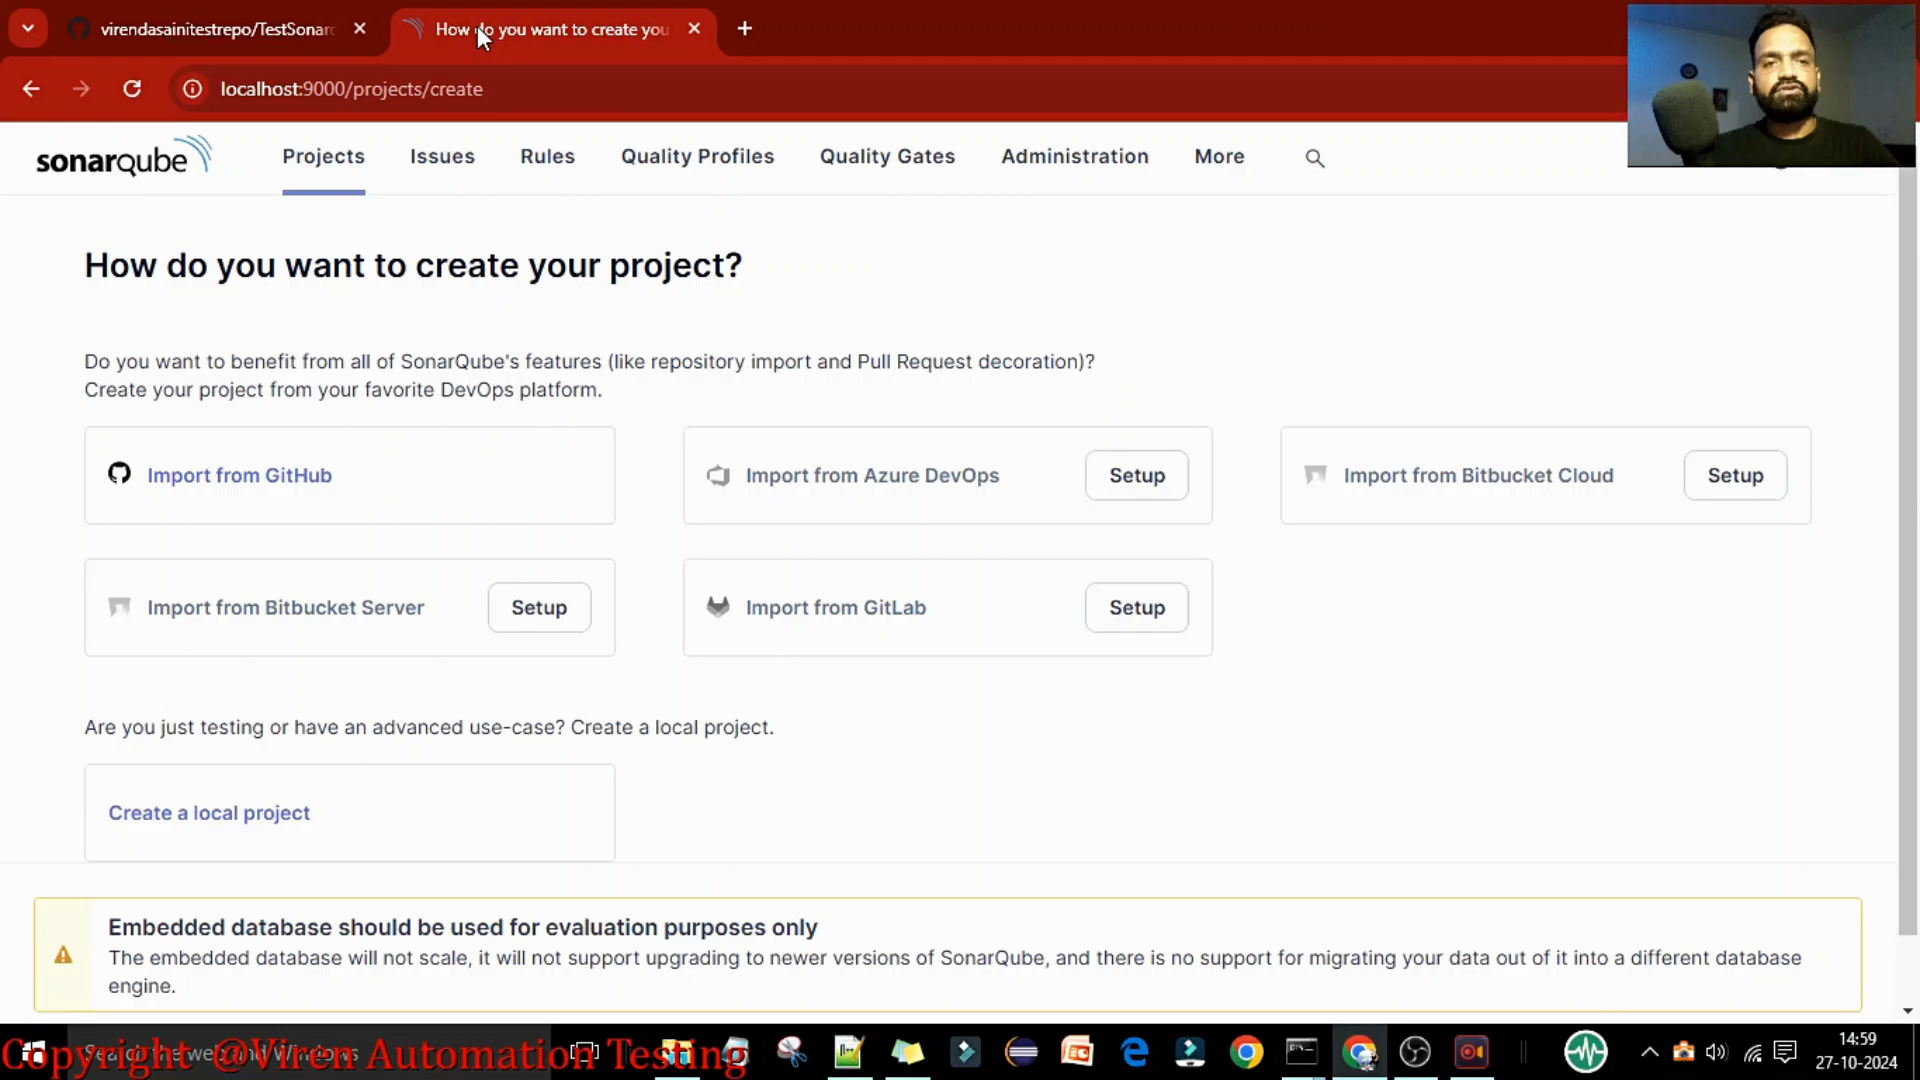 virendasainitestrepo/TestSonar
How do you want to create you
localhost:9000/projects/create
sonarqube
Projects
Issues
Rules
Quality Profiles
Quality Gates
Administration
More
How do you want to create your project?
Do you want to benefit from all of SonarQube's features (like repository import and Pull Request decoration)?
Create your project from your favorite DevOps platform.
Import from GitHub
Import from Azure DevOps
Setup
Import from Bitbucket Cloud
Setup
Import from Bitbucket Server
Setup
Import from GitLab
Setup
Are you just testing or have an advanced use-case? Create a local project.
Create a local project
Embedded database should be used for evaluation purposes only
The embedded database will not scale, it will not support upgrading to newer versions of SonarQube, and there is no support for migrating your data out of it into a different database
engine.
Search the web and Windows
Copyright @Viren Automation Testing
14:59
27-10-2024